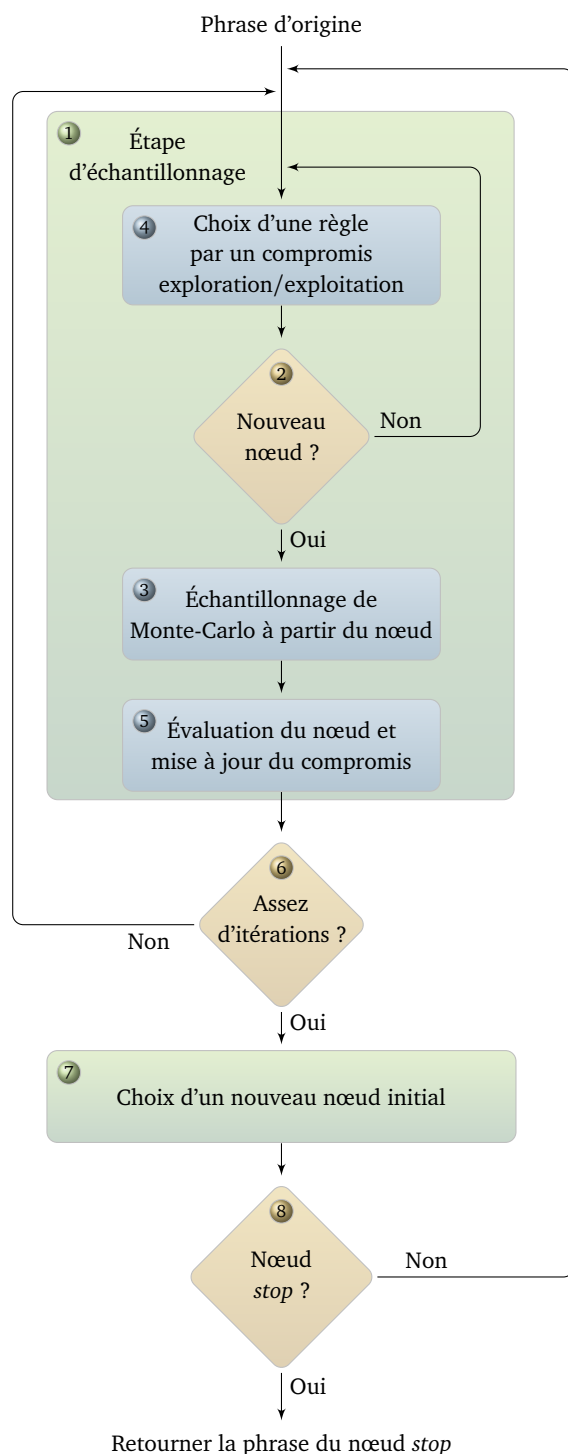 Phrase d'origine
1
Étape
d'échantillonnage
4
Choix d'une règle
par un compromis
exploration/exploitation
2
Nouveau
nœud ?
Non
Oui
3
Échantillonnage de
Monte-Carlo à partir du nœud
5
Évaluation du nœud et
mise à jour du compromis
6
Assez
d'itérations ?
Non
Oui
7
Choix d'un nouveau nœud initial
8
Nœud
stop ?
Non
Oui
Retourner la phrase du nœud stop